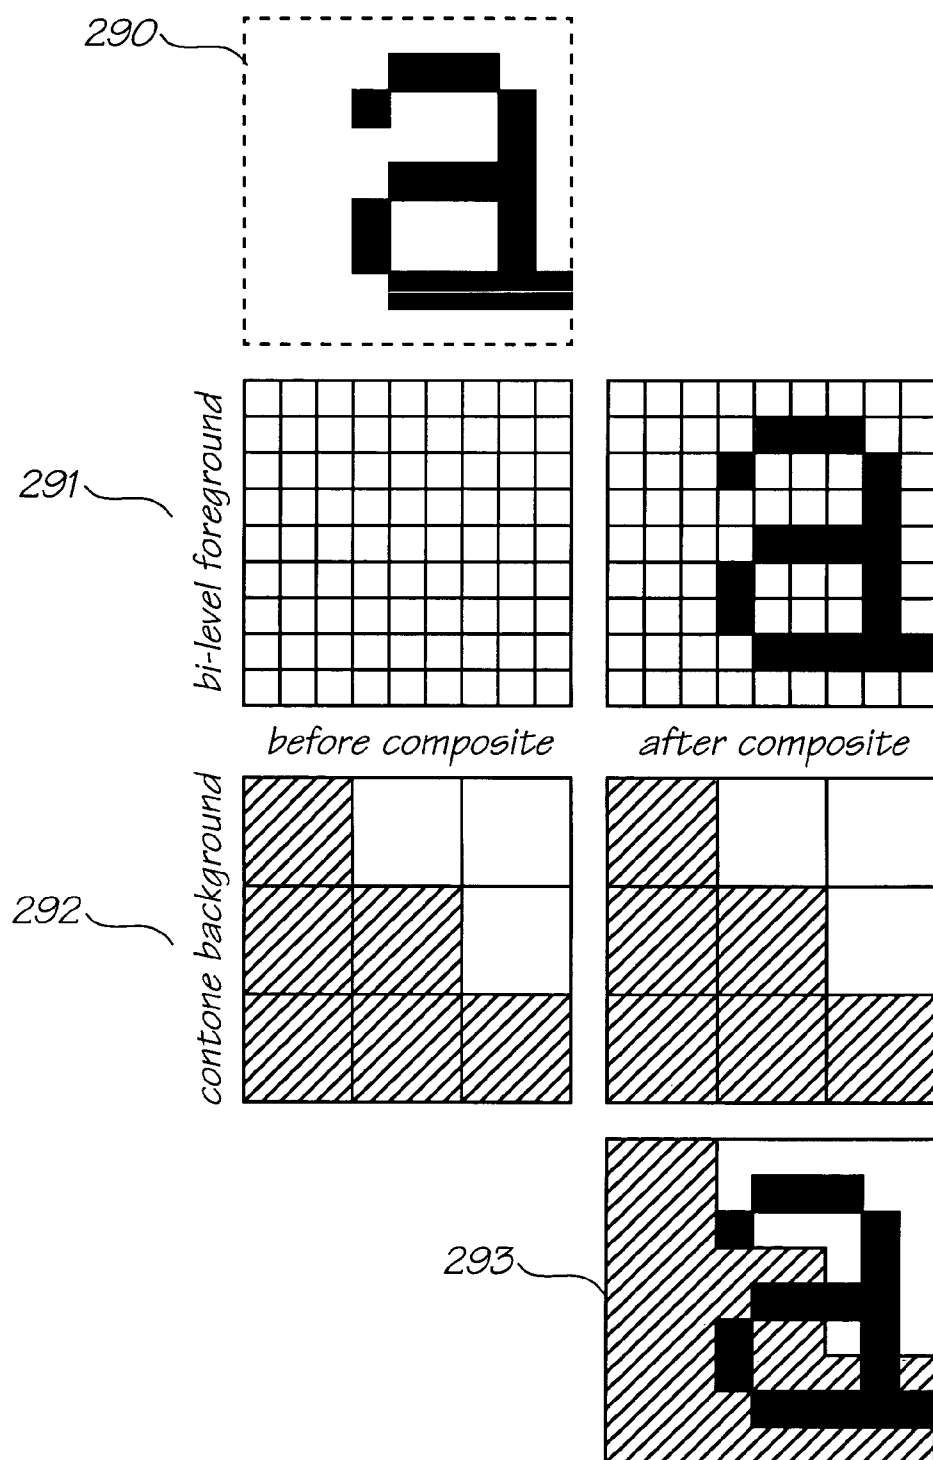 290
a
291
bi-level foreground
a
before composite
after composite
292
contone background
293
a